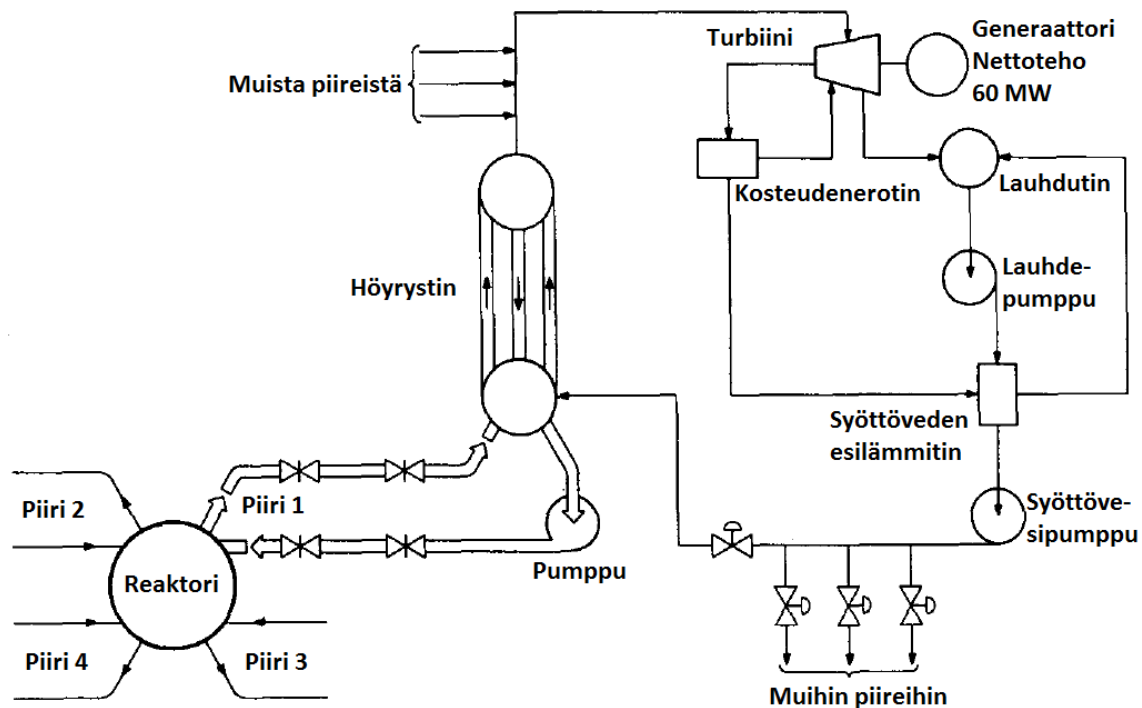 Turbiini
Generaattori
Nettoteho
60 MW
Muista piireistä
Kosteudenerotin
Lauhdutin
Höyrystin
Lauhde-
pumppu
Syöttöveden
esilämmitin
Piiri 2
Piiri 1
Syöttöve-
sipumppu
Pumppu
Reaktori
Piiri 4
Piiri 3
Muihin piireihin